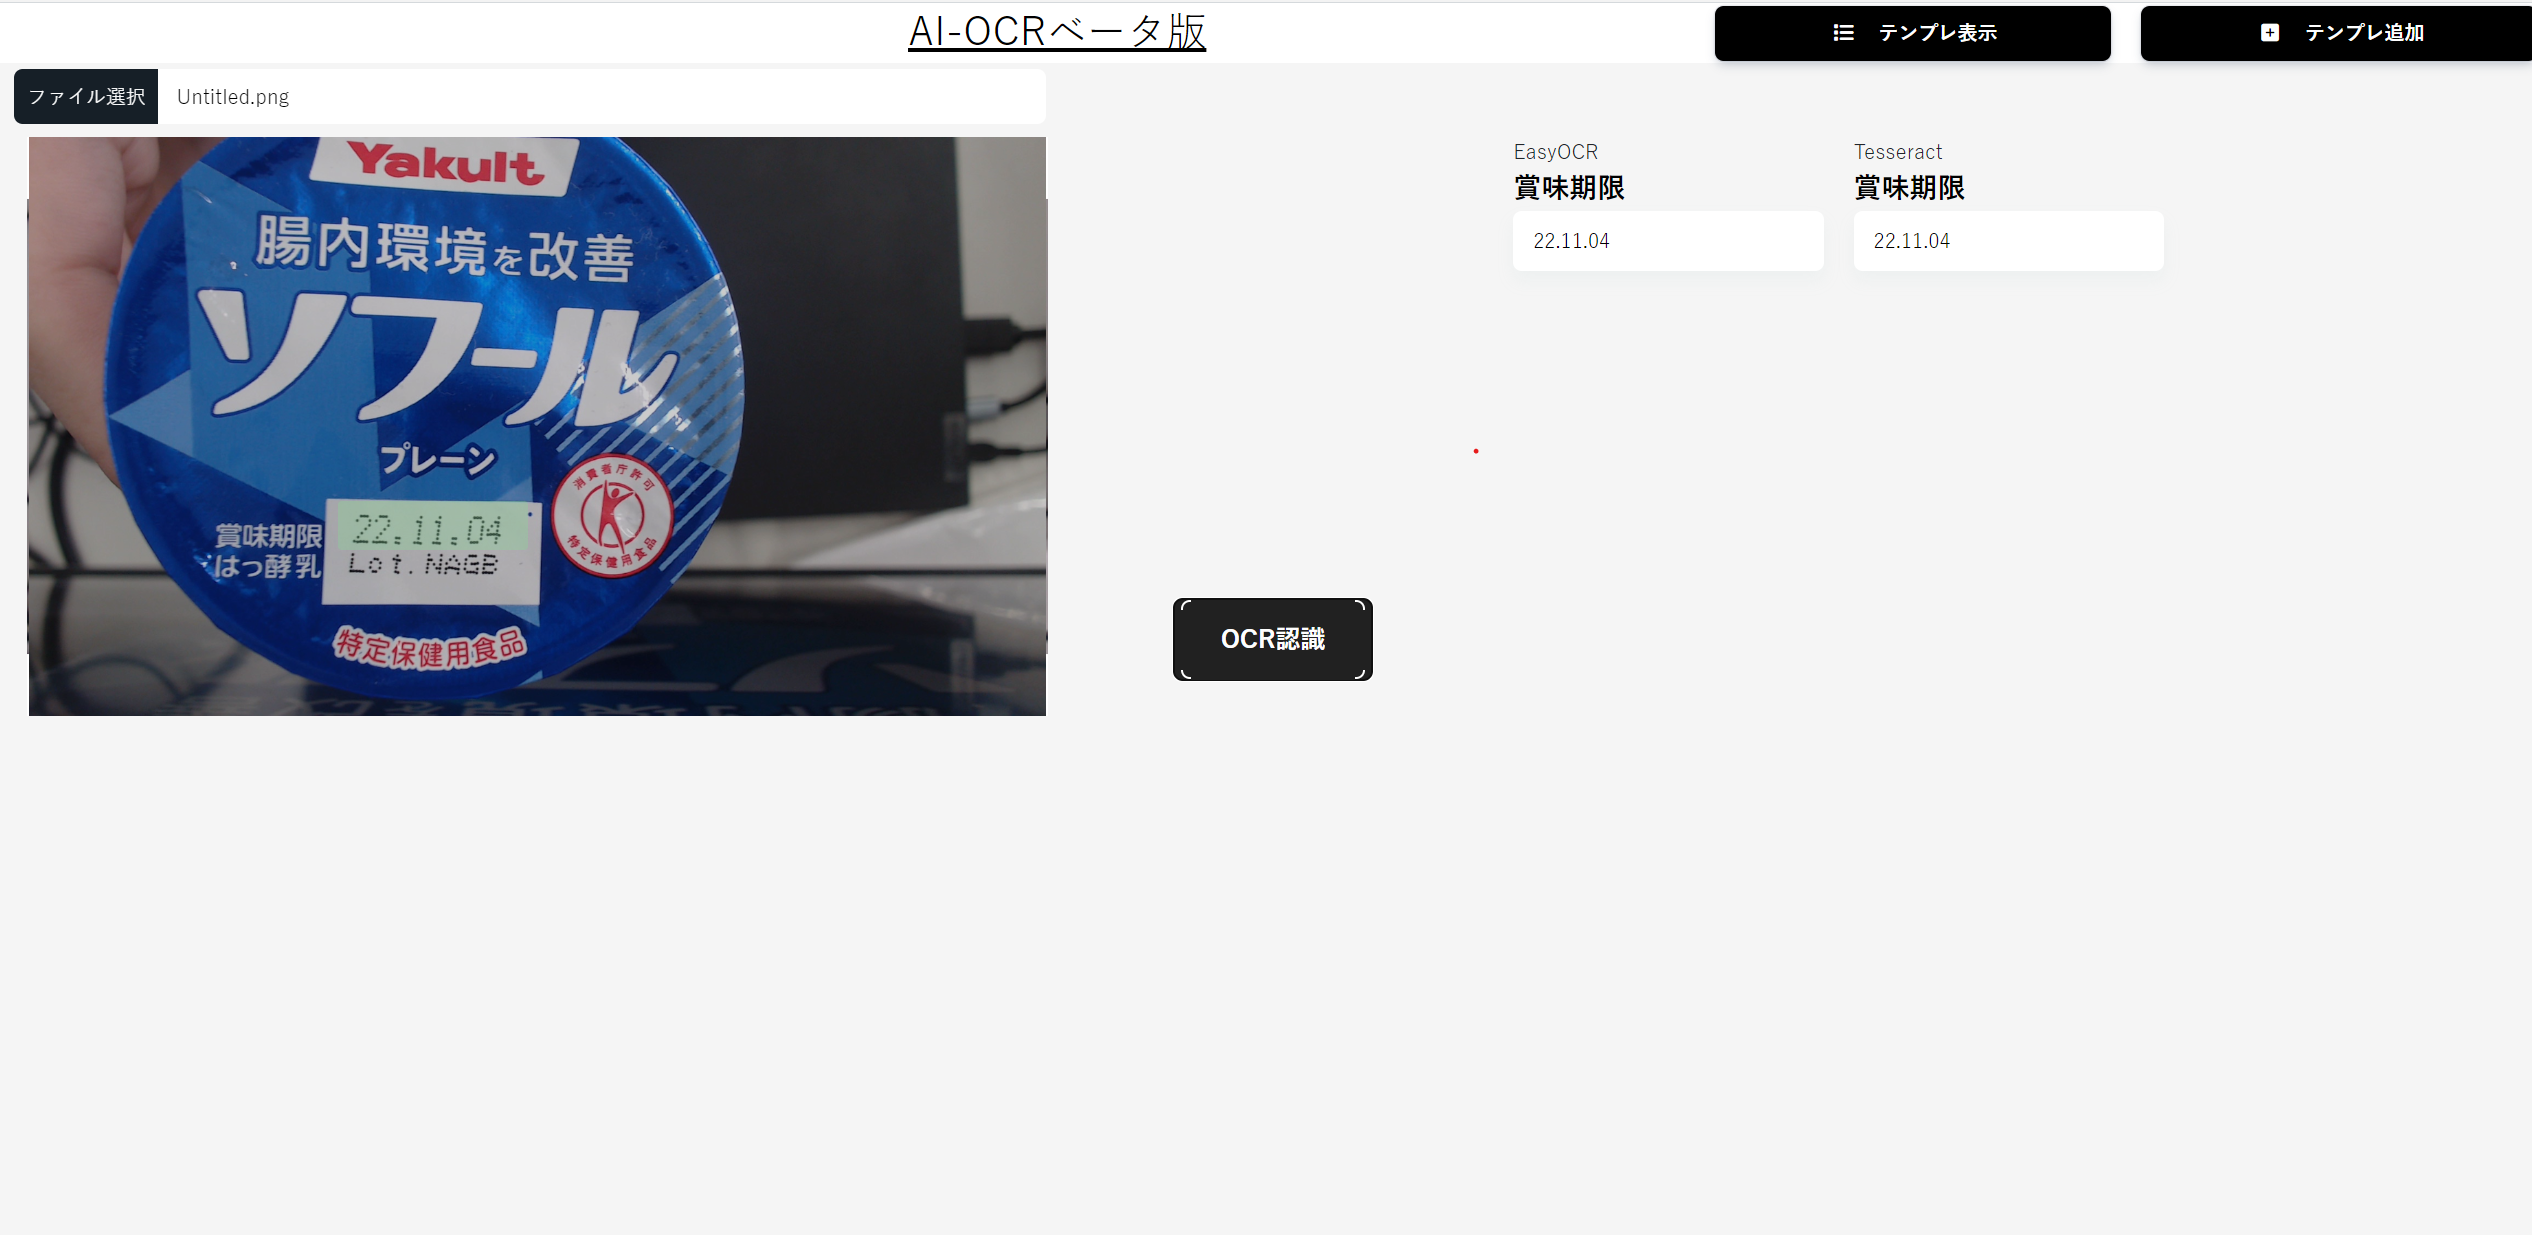 AI-OCRベータ版
テンプレ表示
テンプレ追加
ファイル選択 Untitled.png
Yakult
腸内環境を改善
ソフール
プレーン
消費者庁許可
特定保健用食品
賞味期限 22.11.04
はっ酵乳 Lot.NAGB
特定保健用食品
EasyOCR
賞味期限
22.11.04
Tesseract
賞味期限
22.11.04
OCR認識